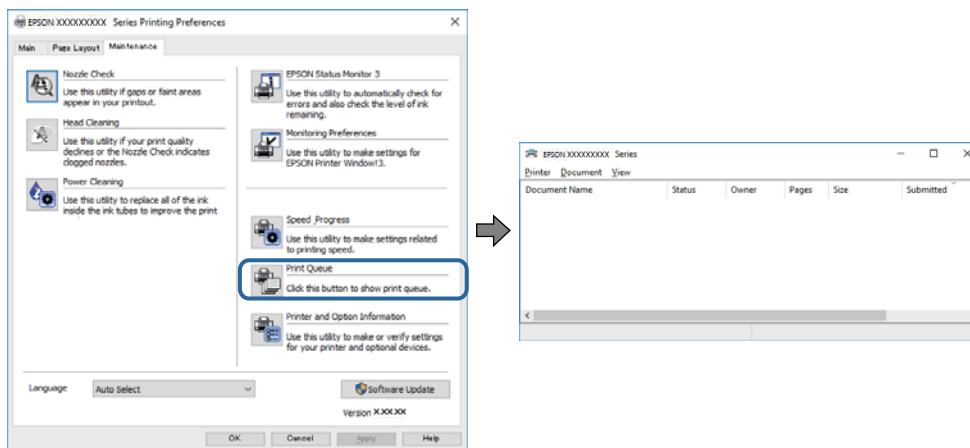 EPSON XXXXXXXXX Series Printing Preferences
Main Page Layout Maintenance
Nozzle Check
Use this utility if gaps or faint areas
appear in your printout.
Head Cleaning
Use this utility if your print quality
declines or the Nozzle Check indicates
clogged nozzles.
Power Cleaning
Use this utility to replace all of the ink
inside the ink tubes to improve the print
EPSON Status Monitor 3
Use this utility to automatically check for
errors and also check the level of ink
remaining.
Monitoring Preferences
Use this utility to make settings for
EPSON Printer Window!3.
Speed Progress
Use this utility to make settings related
to printing speed.
Print Queue
Click this button to show print queue.
Printer and Option Information
Use this utility to make or verify settings
for your printer and optional devices.
Language Auto Select
Software Update
Version X.XX.XX
OK Cancel Apply Help
EPSON XXXXXXXXX Series
Printer Document View
Document Name Status Owner Pages Size Submitted